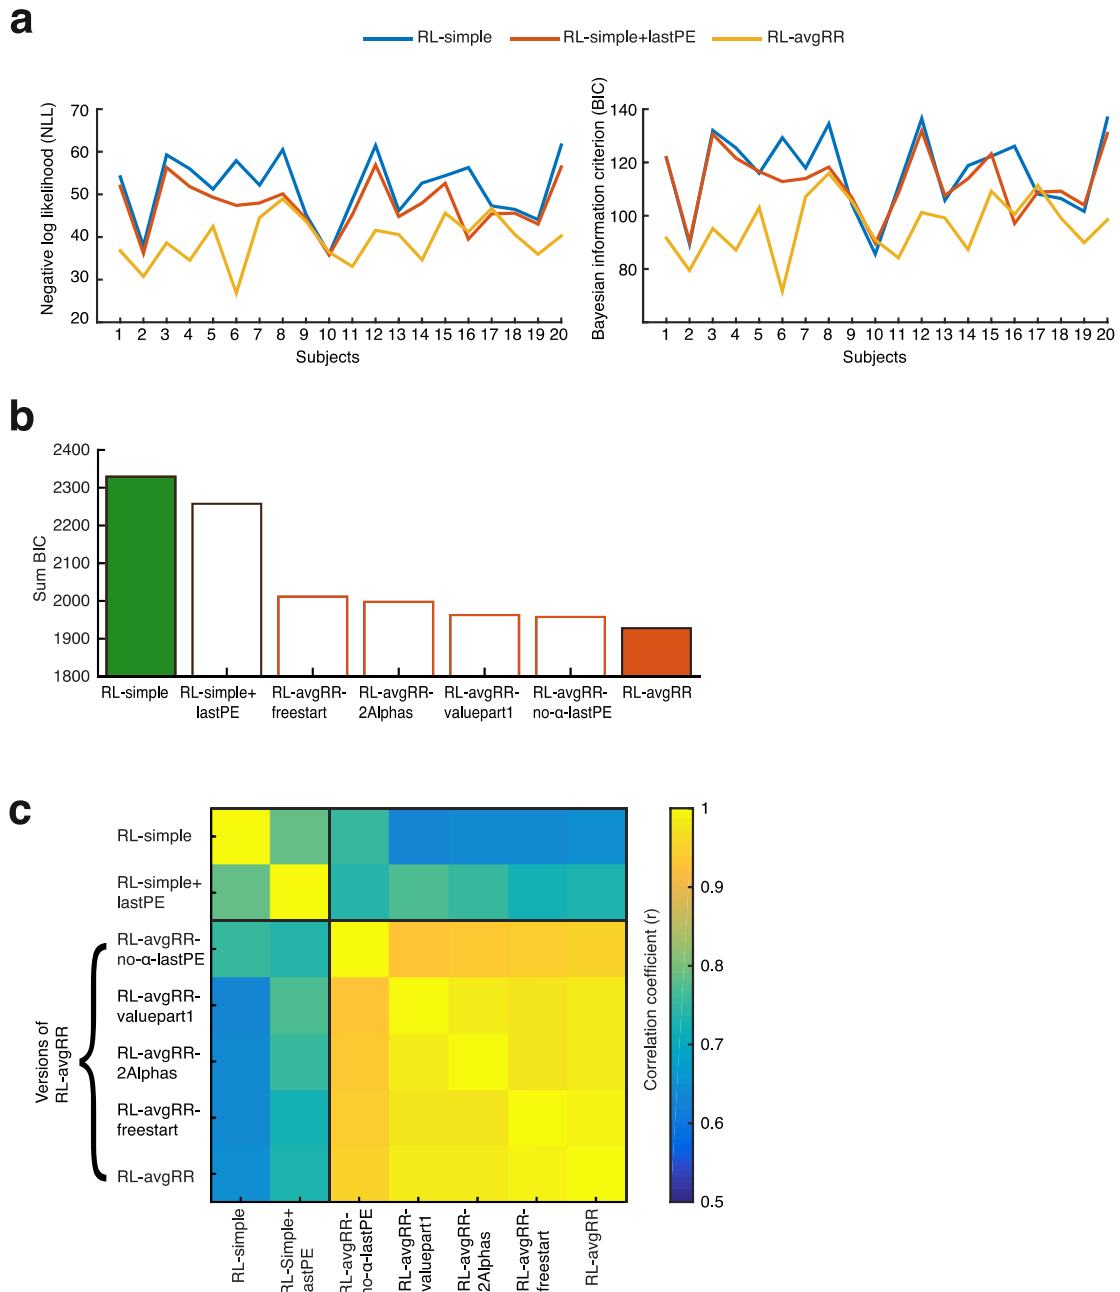 a
RL-simple
RL-simple+lastPE
RL-avgRR
Negative log likelihood (NLL)
70
60
50
40
30
20
1 2 3 4 5 6 7 8 9 10 11 12 13 14 15 16 17 18 19 20
Subjects
Bayesian information criterion (BIC)
140
120
100
80
1 2 3 4 5 6 7 8 9 10 11 12 13 14 15 16 17 18 19 20
Subjects
b
Sum BIC
2400
2300
2200
2100
2000
1900
1800
RL-simple
RL-simple+
lastPE
RL-avgRR-
freestart
RL-avgRR-
2Alphas
RL-avgRR-
valuepart1
RL-avgRR-
no-α-lastPE
RL-avgRR
c
Versions of
RL-avgRR
RL-simple
RL-simple+
lastPE
RL-avgRR-
no-α-lastPE
RL-avgRR-
valuepart1
RL-avgRR-
2Alphas
RL-avgRR-
freestart
RL-avgRR
RL-simple
RL-Simple+
astPE
RL-avgRR-
no-α-lastPE
RL-avgRR-
valuepart1
RL-avgRR-
2Alphas
RL-avgRR-
freestart
RL-avgRR
Correlation coefficient (r)
1
0.9
0.8
0.7
0.6
0.5